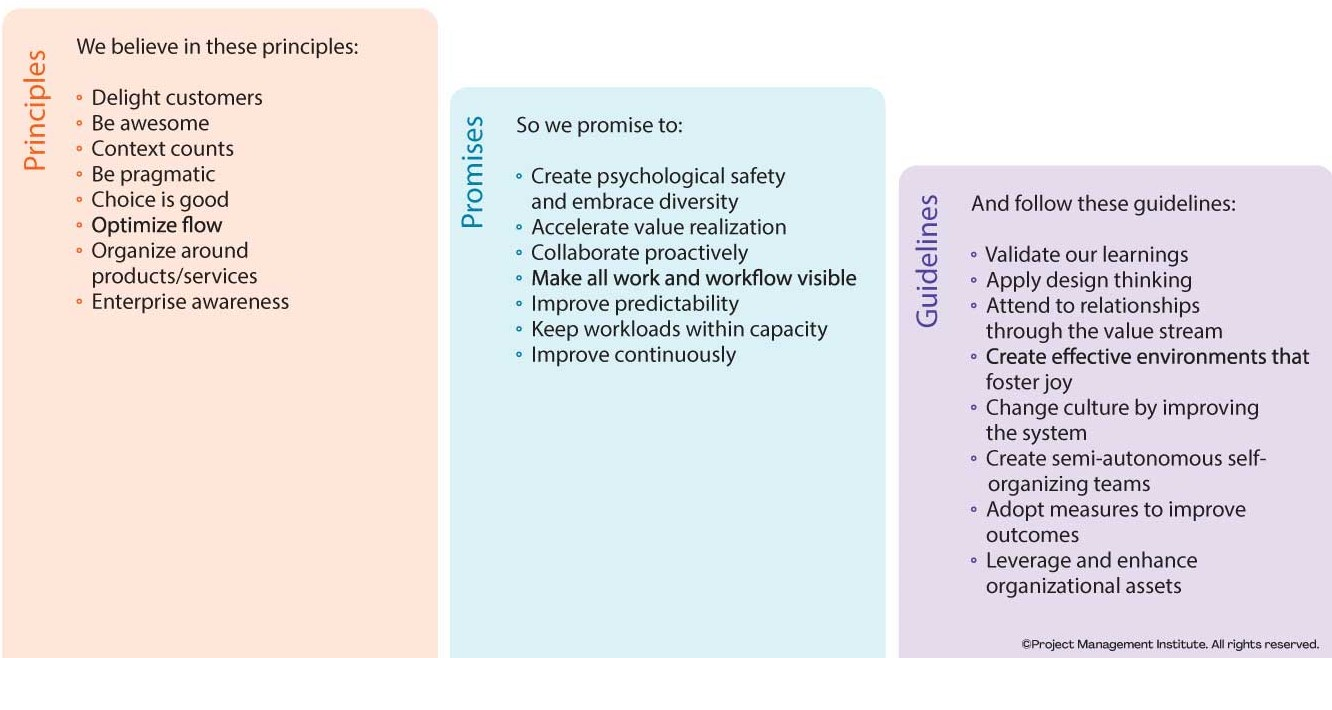 Principles
We believe in these principles:
Delight customers
Be awesome
Context counts
Be pragmatic
Choice is good
Optimize flow
Organize around
products/services
Enterprise awareness
Promises
So we promise to:
Create psychological safety
and embrace diversity
Accelerate value realization
Collaborate proactively
Make all work and workflow visible
Improve predictability
Keep workloads within capacity
Improve continuously
Guidelines
And follow these guidelines:
Validate our learnings
Apply design thinking
Attend to relationships
through the value stream
Create effective environments that
foster joy
Change culture by improving
the system
Create semi-autonomous self-
organizing teams
Adopt measures to improve
outcomes
Leverage and enhance
organizational assets
©Project Management Institute. All rights reserved.